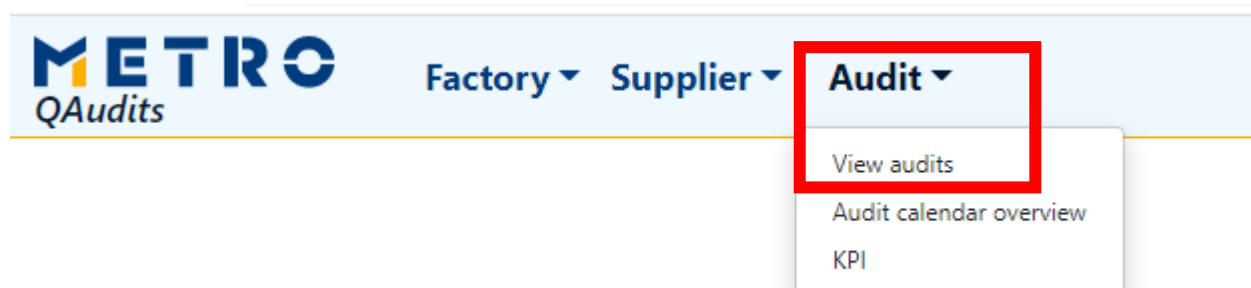 METRO
QAudits
Factory Supplier Audit
View audits
Audit calendar overview
KPI